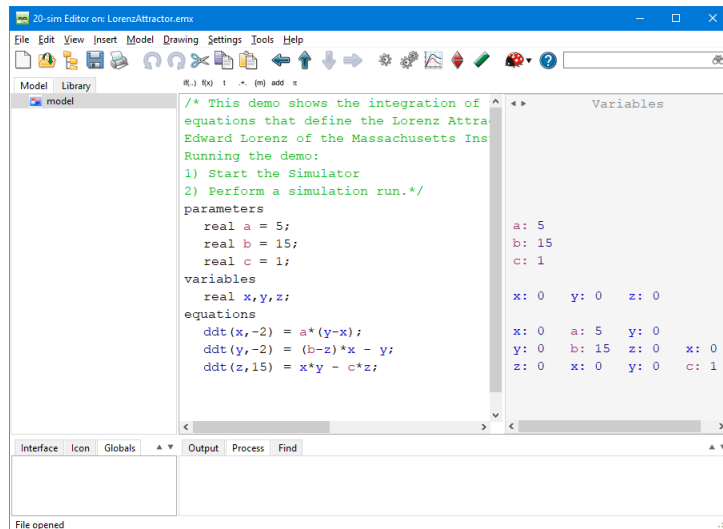 20-sim Editor on: LorenzAttractor.emx
File Edit View Insert Model Drawing Settings Tools Help
Model Library
if(..) f(x) t .+. {m} add π
model
/* This demo shows the integration of
equations that define the Lorenz Attra
Edward Lorenz of the Massachusetts Ins
Running the demo:
1) Start the Simulator
2) Perform a simulation run.*/
parameters
real a = 5;
real b = 15;
real c = 1;
variables
real x,y,z;
equations
ddt(x,-2) = a*(y-x);
ddt(y,-2) = (b-z)*x - y;
ddt(z,15) = x*y - c*z;
Variables
a: 5
b: 15
c: 1
x: 0 y: 0 z: 0
x: 0 a: 5 y: 0
y: 0 b: 15 z: 0 x: 0
z: 0 x: 0 y: 0 c: 1
Interface Icon Globals
Output Process Find
File opened